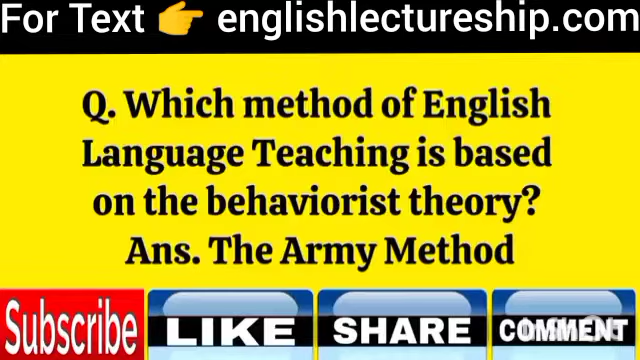 For Text 👉 englishlectureship.com
Q. Which method of English
Language Teaching is based
on the behaviorist theory?
Ans. The Army Method
Subscribe LIKE SHARE COMMENT